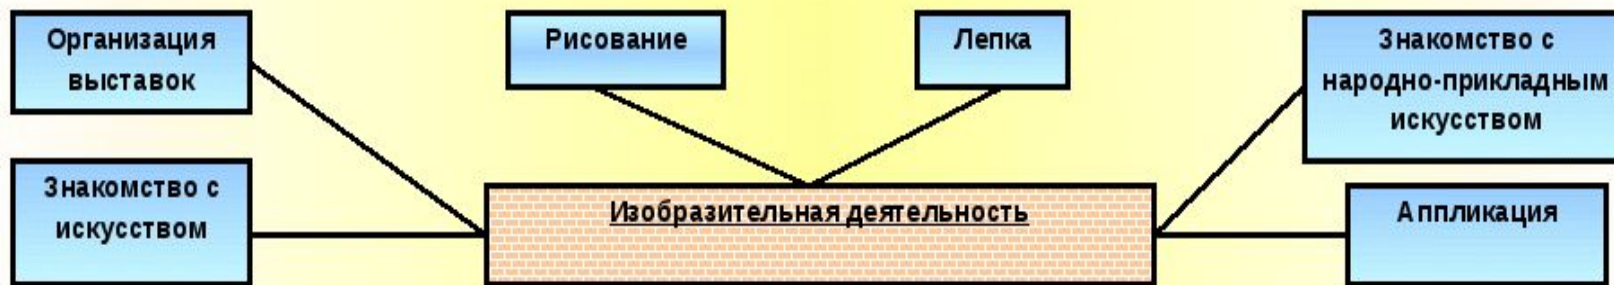 Организация
выставок
Рисование
Лепка
Знакомство с
народно-прикладным
искусством
Знакомство с
искусством
Изобразительная деятельность
Аппликация